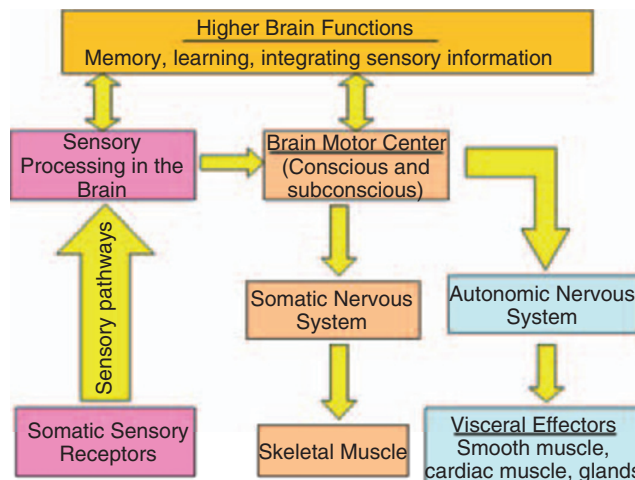 Higher Brain Functions
Memory, learning, integrating sensory information
Sensory
Processing in the
Brain
Brain Motor Center
(Conscious and
subconscious)
Sensory pathways
Somatic Nervous
System
Autonomic Nervous
System
Somatic Sensory
Receptors
Skeletal Muscle
Visceral Effectors
Smooth muscle,
cardiac muscle, glands